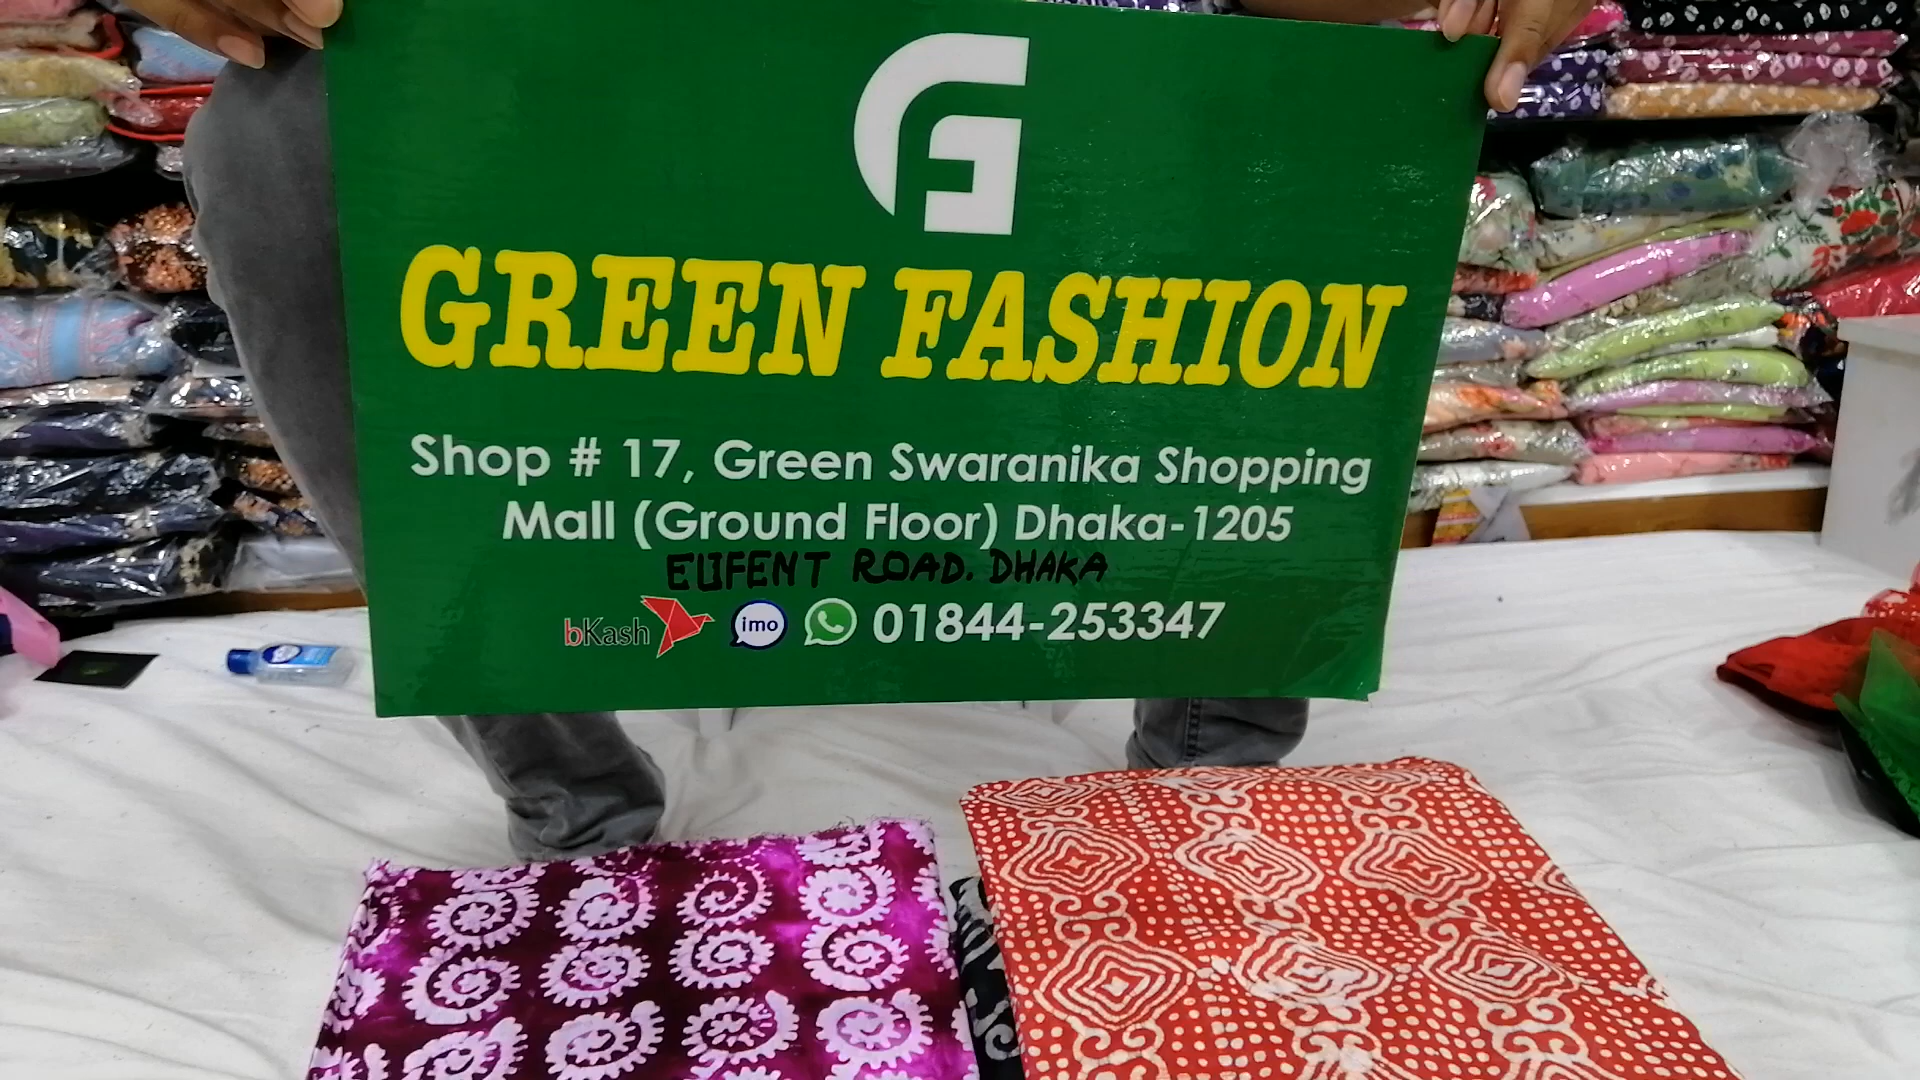 GF
GREEN FASHION
Shop # 17, Green Swaranika Shopping
Mall (Ground Floor) Dhaka-1205
ELIFENT ROAD. DHAKA
bKash imo 01844-253347